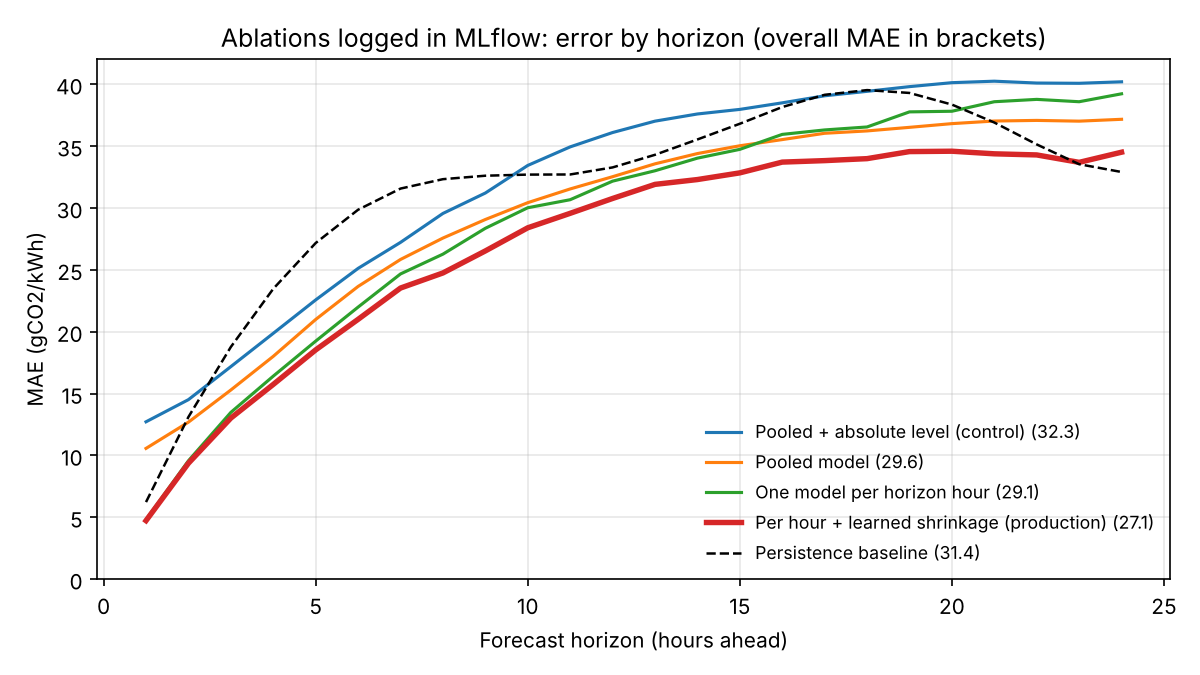 Ablations logged in MLflow: error by horizon (overall MAE in brackets)
MAE (gCO2/kWh)
40
35
30
25
20
15
10
5
0
0 5 10 15 20 25
Forecast horizon (hours ahead)
Pooled + absolute level (control) (32.3)
Pooled model (29.6)
One model per horizon hour (29.1)
Per hour + learned shrinkage (production) (27.1)
Persistence baseline (31.4)